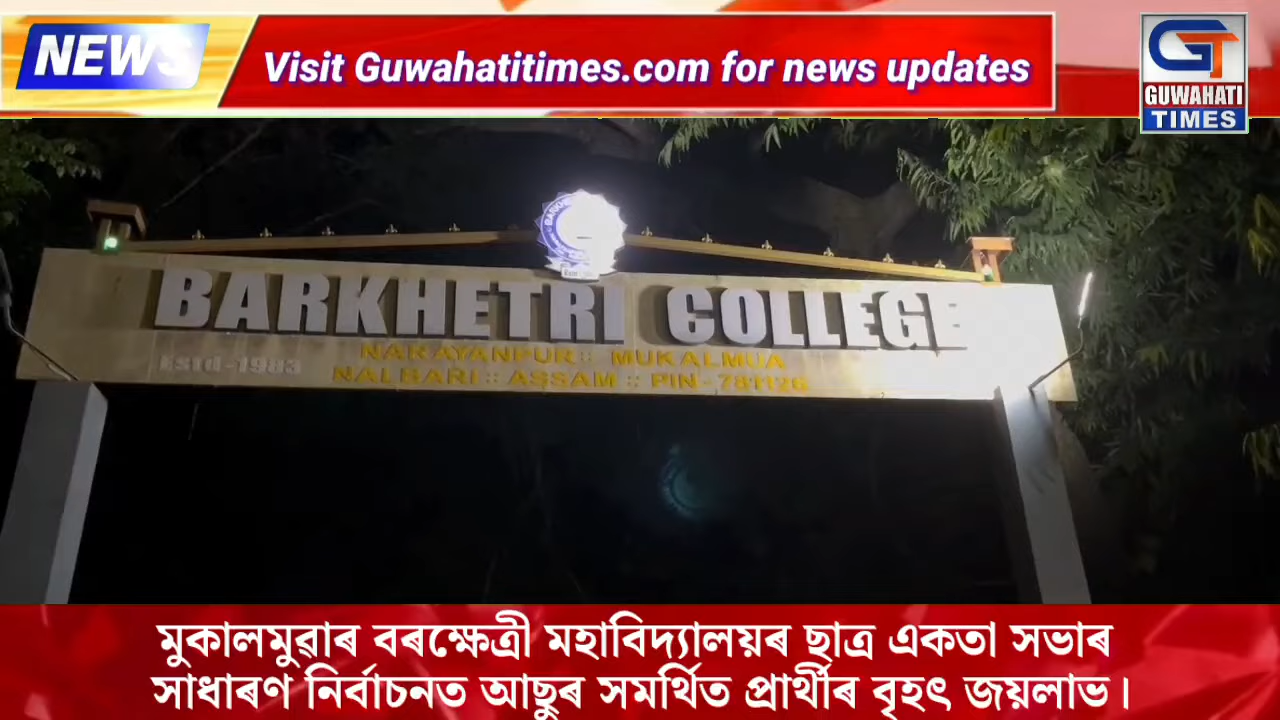 NEWS
Visit Guwahatitimes.com for news updates
GT
GUWAHATI
TIMES
BARKHETRI COLLEGE
Estd-1983
NARAYANPUR :: MUKALMUA
NALBARI :: ASSAM :: PIN - 781126
মুকালমুৱাৰ বৰক্ষেত্ৰী মহাবিদ্যালয়ৰ ছাত্ৰ একতা সভাৰ
সাধাৰণ নিৰ্বাচনত আছুৰ সমৰ্থিত প্ৰাৰ্থীৰ বৃহৎ জয়লাভ।